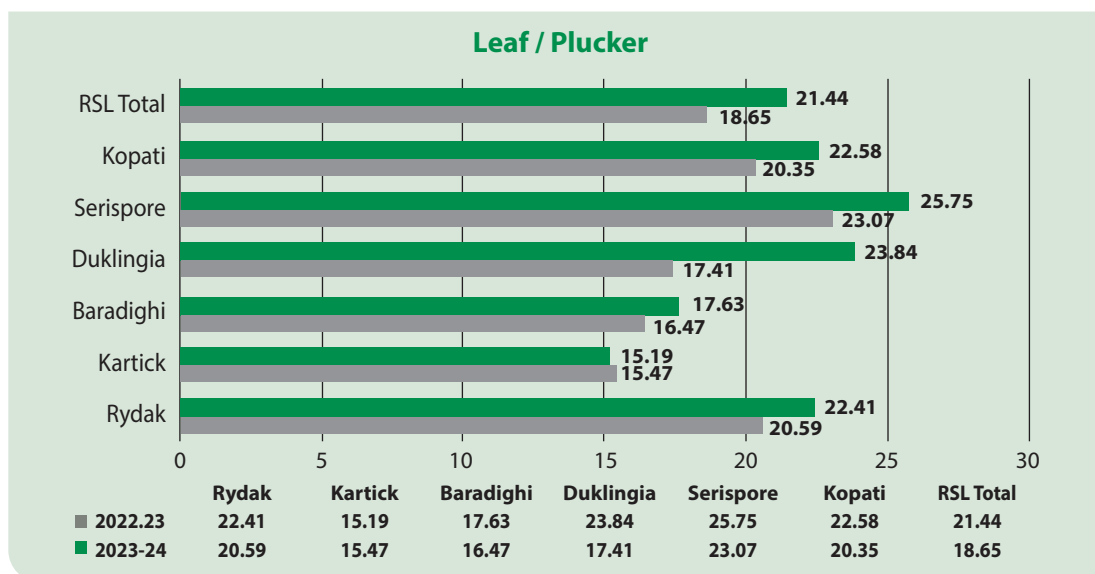 Leaf / Plucker
RSL Total
21.44
18.65
Kopati
22.58
20.35
Serispore
25.75
23.07
Duklingia
23.84
17.41
Baradighi
17.63
16.47
Kartick
15.19
15.47
Rydak
22.41
20.59
0 5 10 15 20 25 30
Rydak Kartick Baradighi Duklingia Serispore Kopati RSL Total
2022.23 22.41 15.19 17.63 23.84 25.75 22.58 21.44
2023-24 20.59 15.47 16.47 17.41 23.07 20.35 18.65